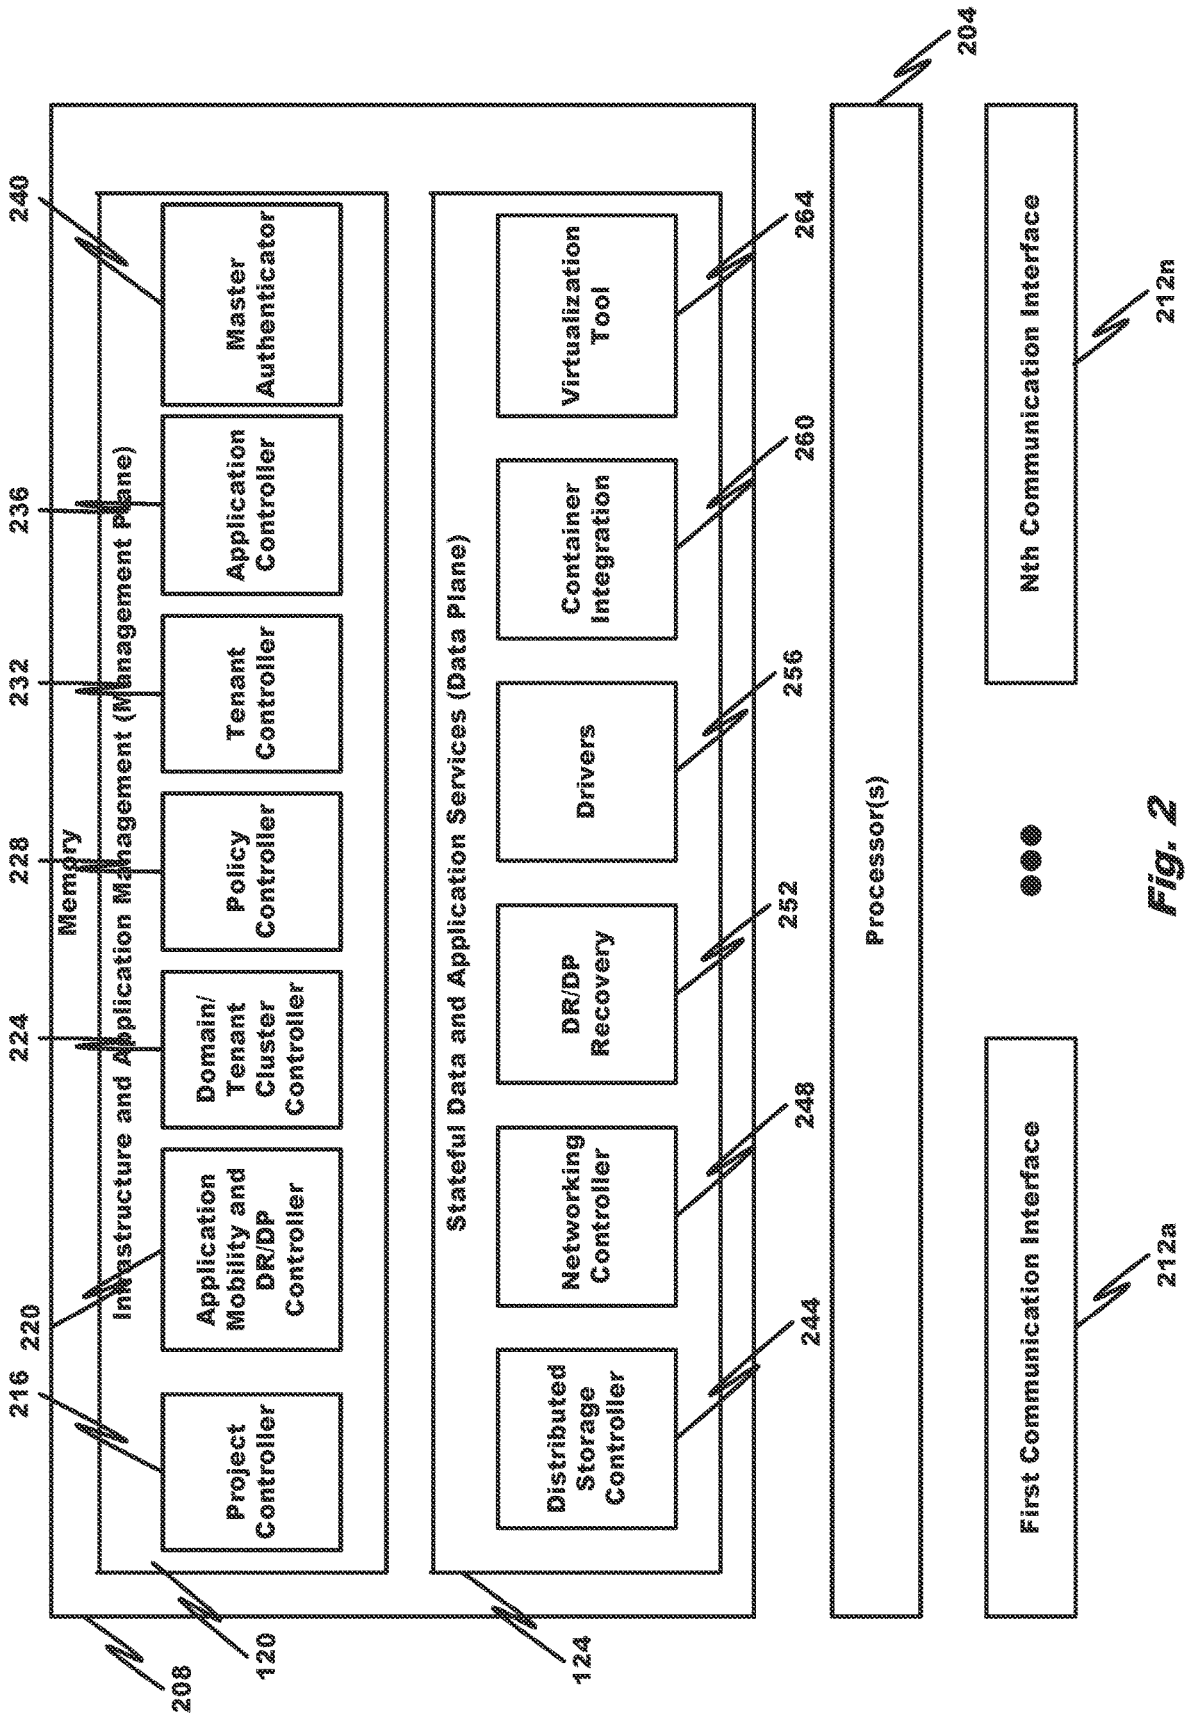 216
220
224
228
232
236
240
208
Memory
120
Infrastructure and Application Management (Management Plane)
Project
Controller
Application
Mobility and
DR/DP
Controller
Domain/
Tenant
Cluster
Controller
Policy
Controller
Tenant
Controller
Application
Controller
Master
Authenticator
124
Stateful Data and Application Services (Data Plane)
Distributed
Storage
Controller
Networking
Controller
DR/DP
Recovery
Drivers
Container
Integration
Virtualization
Tool
244
248
252
256
260
264
Processor(s)
204
First Communication Interface
Nth Communication Interface
212a
212n
Fig. 2